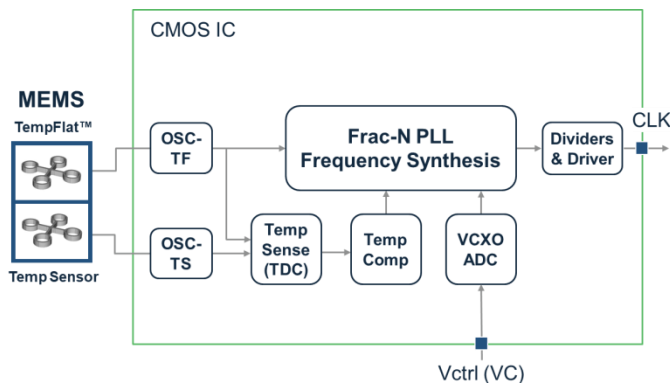 CMOS IC
MEMS
TempFlat™
OSC-
TF
Frac-N PLL
Frequency Synthesis
Dividers
& Driver
CLK
OSC-
TS
Temp
Sense
(TDC)
Temp
Comp
VCXO
ADC
Temp Sensor
Vctrl (VC)